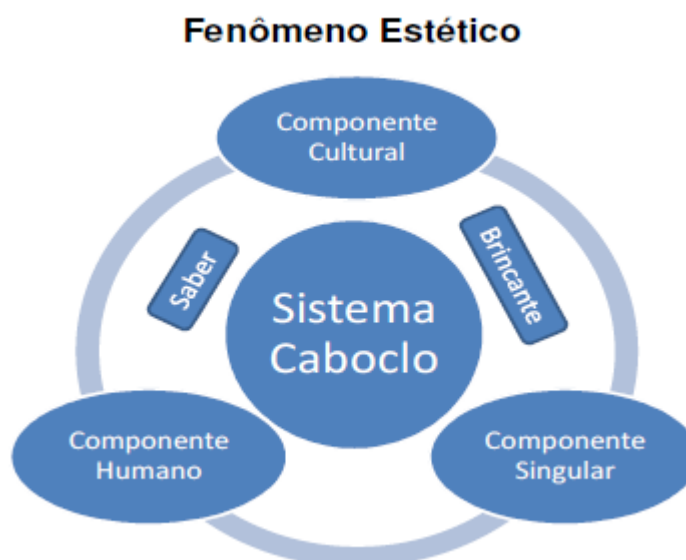 Fenômeno Estético
Componente
Cultural
Saber
Brincante
Sistema
Caboclo
Componente
Humano
Componente
Singular